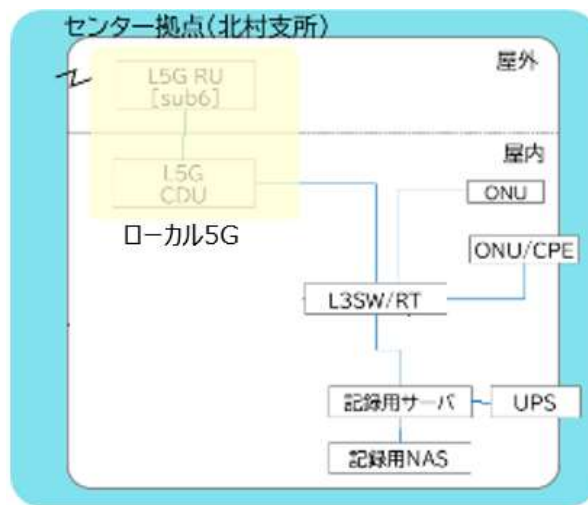 センター拠点(北村支所)
屋外
L5G RU
[sub6]
屋内
L5G
CDU
ONU
ローカル5G
ONU/CPE
L3SW/RT
記録用サーバ
UPS
記録用NAS